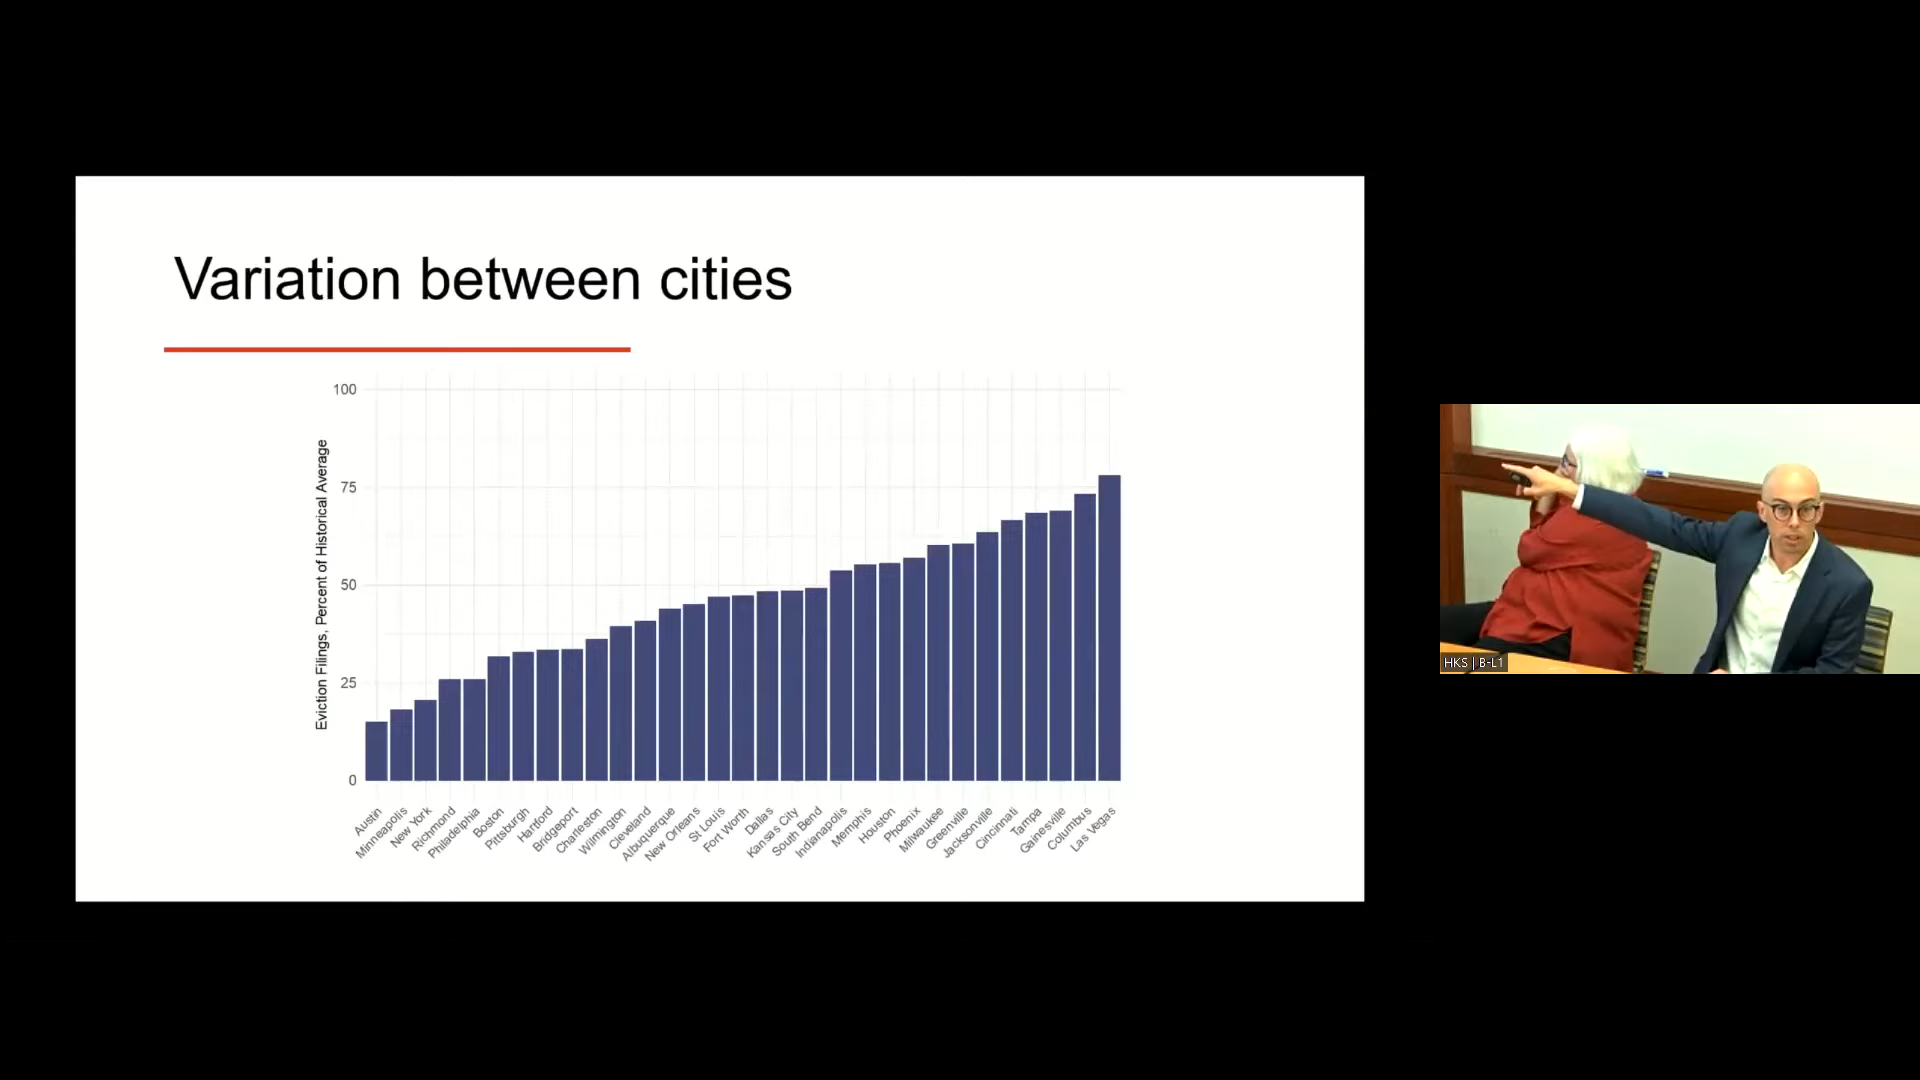 Variation between cities
Eviction Filings, Percent of Historical Average
100
75
50
25
0
Austin
Minneapolis
New York
Richmond
Philadelphia
Boston
Pittsburgh
Hartford
Bridgeport
Charleston
Wilmington
Cleveland
Albuquerque
New Orleans
St Louis
Fort Worth
Dallas
Kansas City
South Bend
Indianapolis
Memphis
Houston
Phoenix
Milwaukee
Greenville
Jacksonville
Cincinnati
Tampa
Gainesville
Columbus
Las Vegas
HKS | B-L1